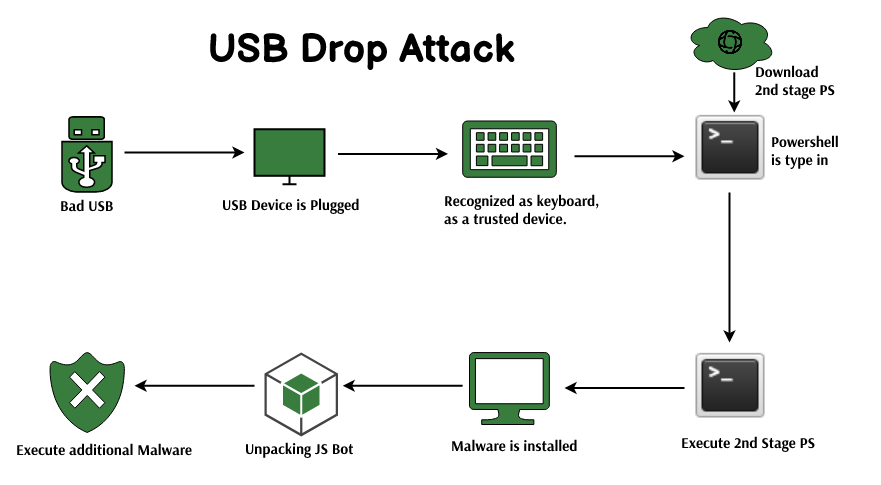 USB Drop Attack
Download
2nd stage PS
Powershell
is type in
Bad USB
USB Device is Plugged
Recognized as keyboard,
as a trusted device.
>_
>_
Execute additional Malware
Unpacking JS Bot
Malware is installed
Execute 2nd Stage PS